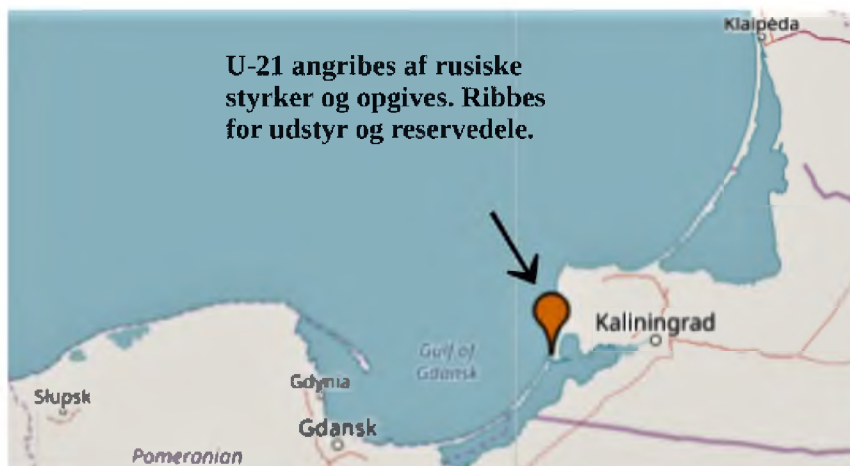 Klaipėda
U-21 angribes af rusiske
styrker og opgives. Ribbes
for udstyr og reservedele.
Kaliningrad
Gulf of
Gdansk
Gdynia
Słupsk
Gdansk
Pomeranian